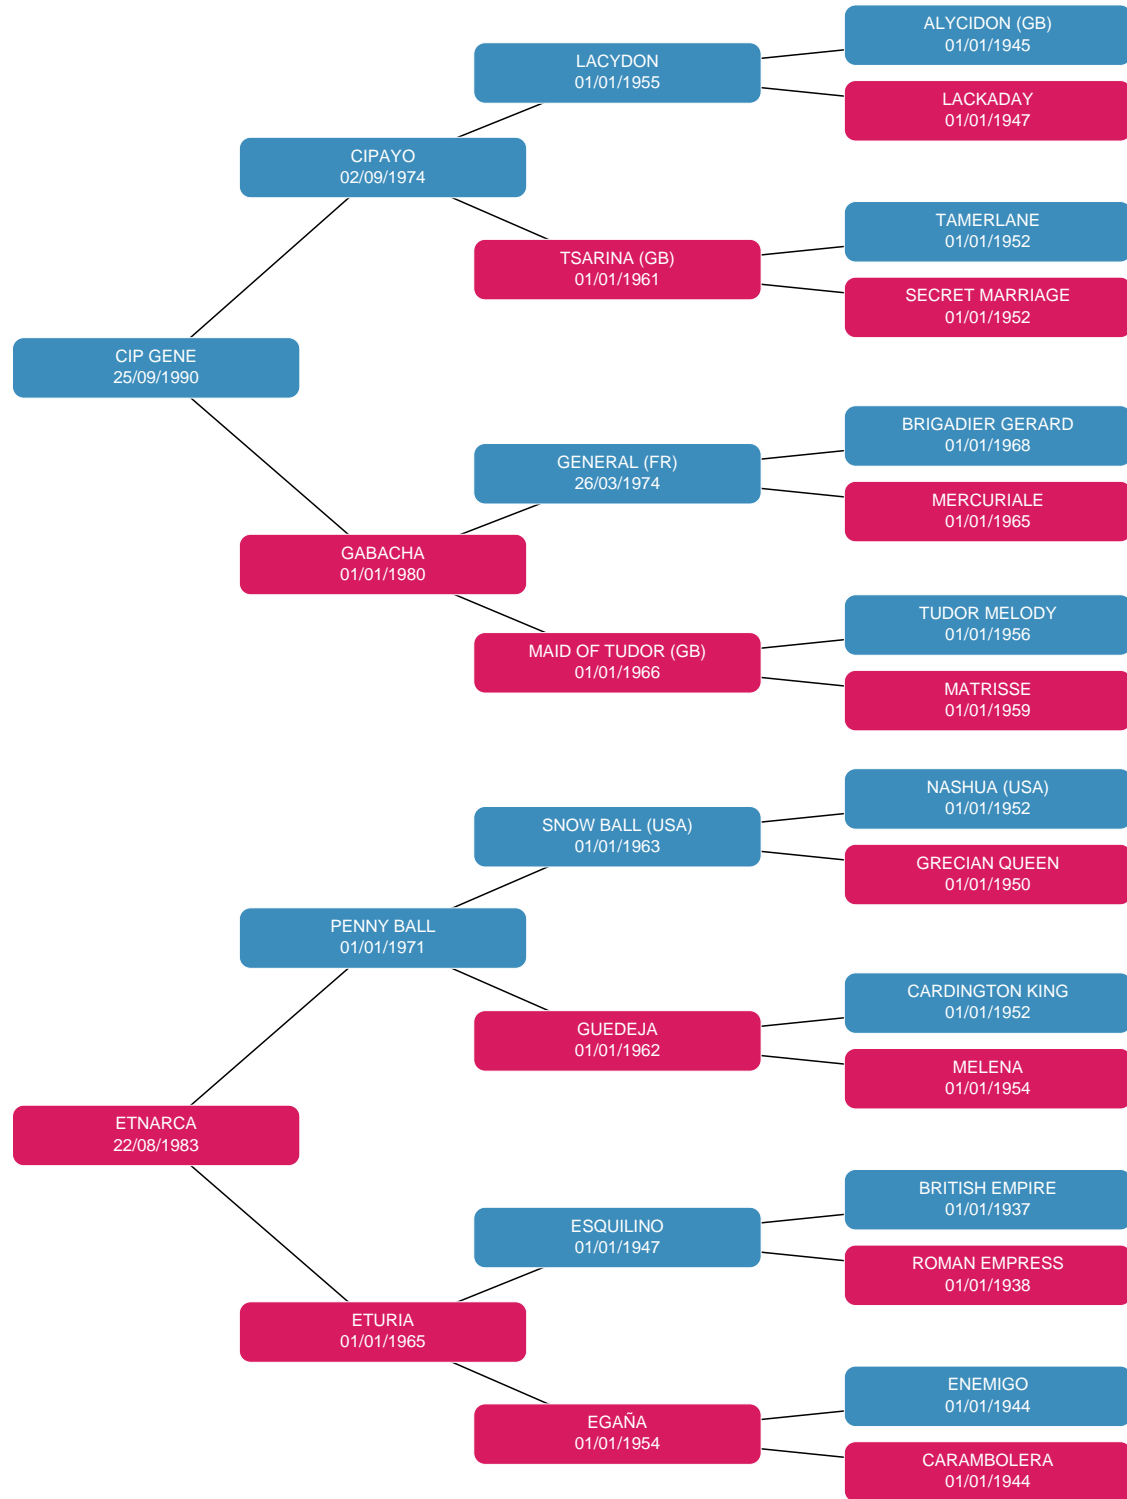 ALYCIDON (GB)
01/01/1945
LACYDON
01/01/1955
LACKADAY
01/01/1947
CIPAYO
02/09/1974
TAMERLANE
01/01/1952
TSARINA (GB)
01/01/1961
SECRET MARRIAGE
01/01/1952
CIP GENE
25/09/1990
BRIGADIER GERARD
01/01/1968
GENERAL (FR)
26/03/1974
MERCURIALE
01/01/1965
GABACHA
01/01/1980
TUDOR MELODY
01/01/1956
MAID OF TUDOR (GB)
01/01/1966
MATRISSE
01/01/1959
NASHUA (USA)
01/01/1952
SNOW BALL (USA)
01/01/1963
GRECIAN QUEEN
01/01/1950
PENNY BALL
01/01/1971
CARDINGTON KING
01/01/1952
GUEDEJA
01/01/1962
MELENA
01/01/1954
ETNARCA
22/08/1983
BRITISH EMPIRE
01/01/1937
ESQUILINO
01/01/1947
ROMAN EMPRESS
01/01/1938
ETURIA
01/01/1965
ENEMIGO
01/01/1944
EGAÑA
01/01/1954
CARAMBOLERA
01/01/1944